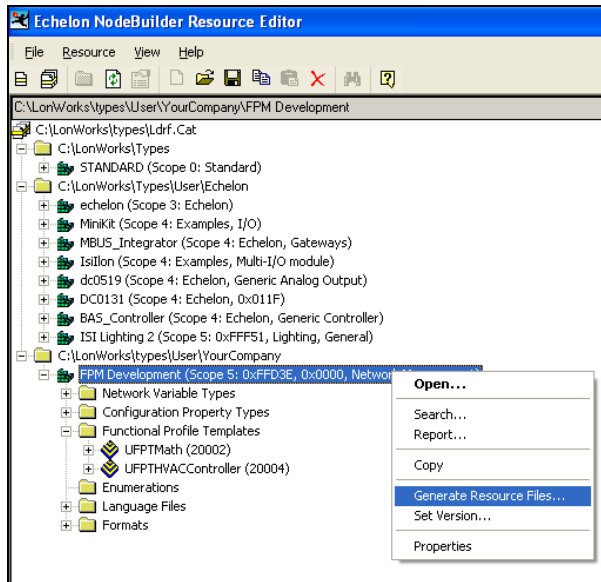 Echelon NodeBuilder Resource Editor
File Resource View Help
C:\LonWorks\types\User\YourCompany\FPM Development
C:\LonWorks\types\Ldrf.Cat
C:\LonWorks\Types
STANDARD (Scope 0: Standard)
C:\LonWorks\Types\User\Echelon
echelon (Scope 3: Echelon)
MiniKit (Scope 4: Examples, I/O)
MBUS_Integrator (Scope 4: Echelon, Gateways)
IsiIlon (Scope 4: Examples, Multi-I/O module)
dc0519 (Scope 4: Echelon, Generic Analog Output)
DC0131 (Scope 4: Echelon, 0x011F)
BAS_Controller (Scope 4: Echelon, Generic Controller)
ISI Lighting 2 (Scope 5: 0xFFF51, Lighting, General)
C:\LonWorks\types\User\YourCompany
FPM Development (Scope 5: 0xFFD3E, 0x0000,
Network Variable Types
Configuration Property Types
Functional Profile Templates
UFPTMath (20002)
UFPTHVACController (20004)
Enumerations
Language Files
Formats
Open...
Search...
Report...
Copy
Generate Resource Files...
Set Version...
Properties